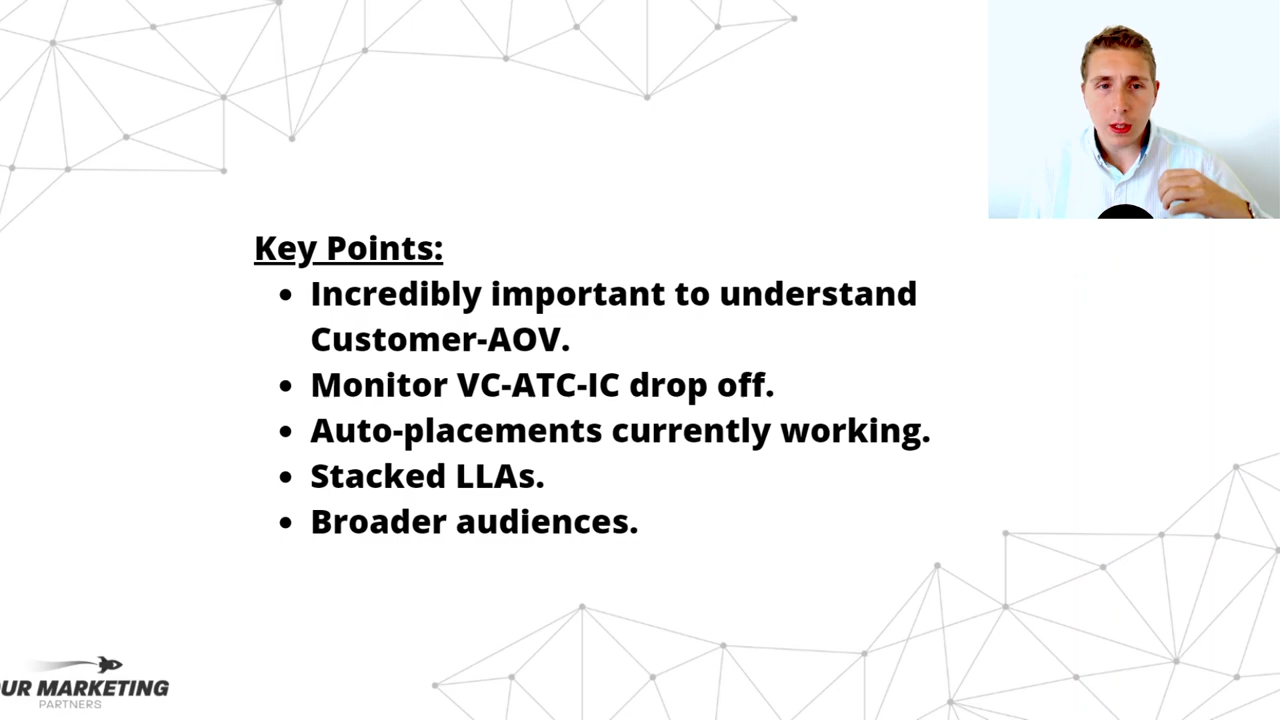 Key Points:
• Incredibly important to understand
Customer-AOV.
• Monitor VC-ATC-IC drop off.
• Auto-placements currently working.
• Stacked LLAs.
• Broader audiences.
OUR MARKETING
PARTNERS